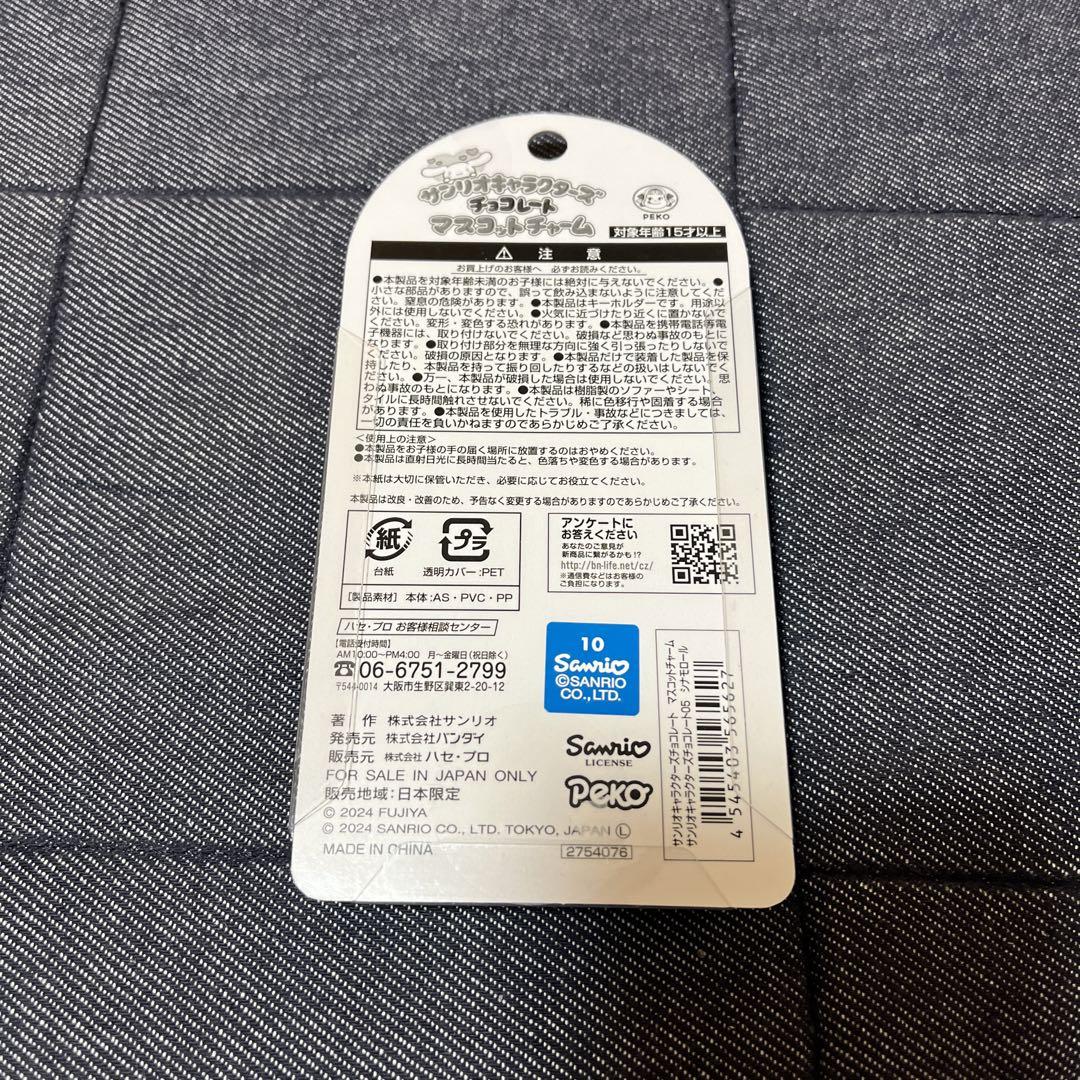 サンリオキャラクターズ
チョコレート
マスコットチャーム
PEKO
対象年齢15才以上
注 意
お買上げのお客様へ 必ずお読みください。
●本製品を対象年齢未満のお子様には絶対に与えないでください。●
小さな部品がありますので、誤って飲み込まないように注意してくだ
さい。窒息の危険があります。●本製品はキーホルダーです。用途以
外には使用しないでください。●火気に近づけたり近くに置かないで
ください。変形・変色する恐れがあります。●本製品を携帯電話等電
子機器には、取り付けないでください。破損など思わぬ事故のもとに
なります。●取り付け部分を無理な方向に強く引っ張ったりしないで
ください。破損の原因となります。●本製品だけで装着した製品を保
持したり、本製品を持って振り回したりするなどの扱いはしないでく
ださい。●万一、本製品が破損した場合は使用しないでください。思
わぬ事故のもとになります。●本製品は樹脂製のソファーやシート、
タイルに長時間触れさせないでください。稀に色移行や固着する場合
があります。●本製品を使用したトラブル・事故などにつきましては、
一切の責任を負いかねますのであらかじめご了承ください。
＜使用上の注意＞
●本製品をお子様の手の届く場所に放置するのはおやめください。
●本製品は直射日光に長時間当たると、色落ちや変色する場合があります。
※本紙は大切に保管いただき、必要に応じてお役立てください。
本製品は改良・改善のため、予告なく変更する場合がありますのであらかじめご了承ください。
紙
台紙
プラ
透明カバー:PET
アンケートに
お答えください
あなたのご意見が
新商品に繋がるかも!?
http://bn-life.net/cz/
※通信費などはお客様の
ご負担になります。
[製品素材] 本体:AS・PVC・PP
ハセ・プロ お客様相談センター
【電話受付時間】
AM10:00~PM4:00 月~金曜日(祝日除く)
☎06-6751-2799
〒544-0014 大阪市生野区巽東2-20-12
10
Sanrio
©SANRIO
CO.,LTD.
著 作 株式会社サンリオ
発売元 株式会社バンダイ
販売元 株式会社 ハセ・プロ
FOR SALE IN JAPAN ONLY
販売地域:日本限定
© 2024 FUJIYA
© 2024 SANRIO CO., LTD. TOKYO, JAPAN Ⓛ
MADE IN CHINA
2754076
Sanrio
LICENSE
Peko
サンリオキャラクターズチョコレート マスコットチャーム
サンリオキャラクターズチョコレート05 シナモロール
4 545403 565627